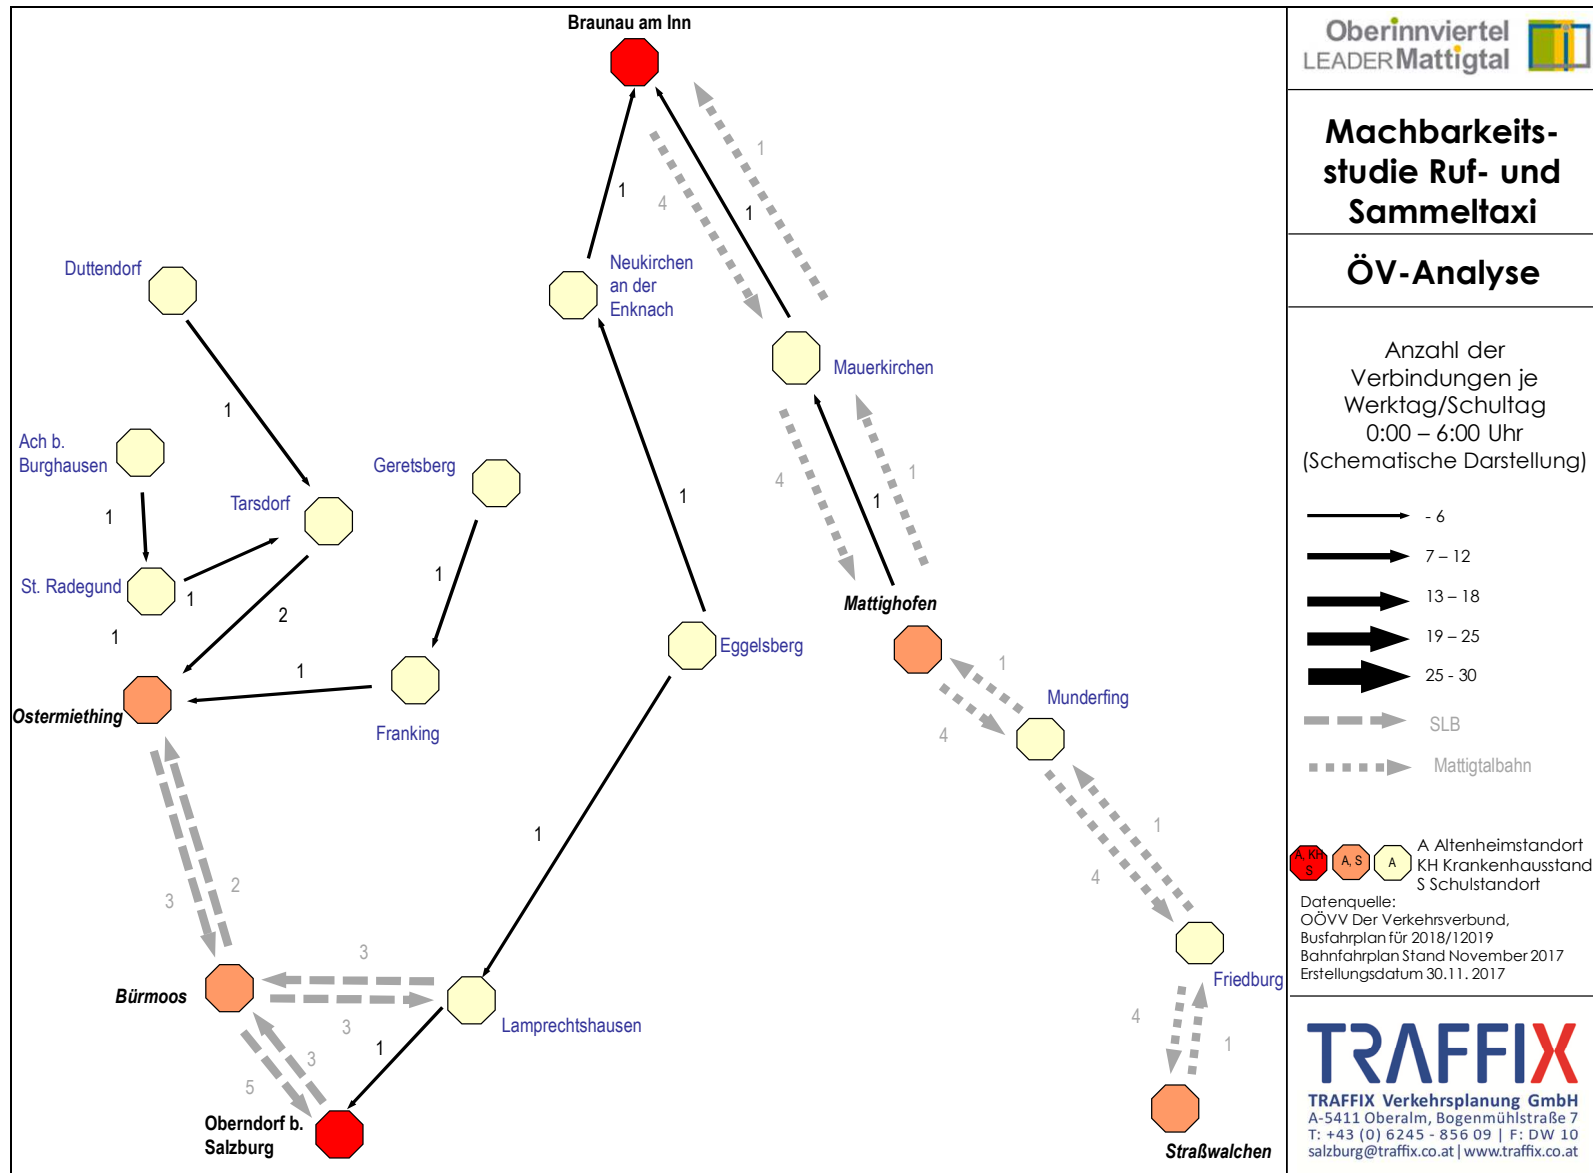 Braunau am Inn
1
4
1
1
Duttendorf
Neukirchen
an der
Enknach
Mauerkirchen
1
Ach b.
Burghausen
Geretsberg
Tarsdorf
1
4
1
1
1
1
St. Radegund
1
1
2
Mattighofen
Eggelsberg
1
Ostermiething
Franking
1
Munderfing
4
1
1
4
3
2
3
Bürmoos
3
Lamprechtshausen
1
3
5
Friedburg
4
1
Oberndorf b.
Salzburg
Straßwalchen
Oberinnviertel
LEADERMattigtal
Machbarkeits-
studie Ruf- und
Sammeltaxi
ÖV-Analyse
Anzahl der
Verbindungen je
Werktag/Schultag
0:00 – 6:00 Uhr
(Schematische Darstellung)
- 6
7 – 12
13 – 18
19 – 25
25 - 30
SLB
Mattigtalbahn
A, KH
S
A, S
A
A Altenheimstandort
KH Krankenhausstand
S Schulstandort
Datenquelle:
OÖVV Der Verkehrsverbund,
Busfahrplan für 2018/12019
Bahnfahrplan Stand November 2017
Erstellungsdatum 30.11. 2017
TRAFFIX
TRAFFIX Verkehrsplanung GmbH
A-5411 Oberalm, Bogenmühlstraße 7
T: +43 (0) 6245 - 856 09 | F: DW 10
salzburg@traffix.co.at | www.traffix.co.at